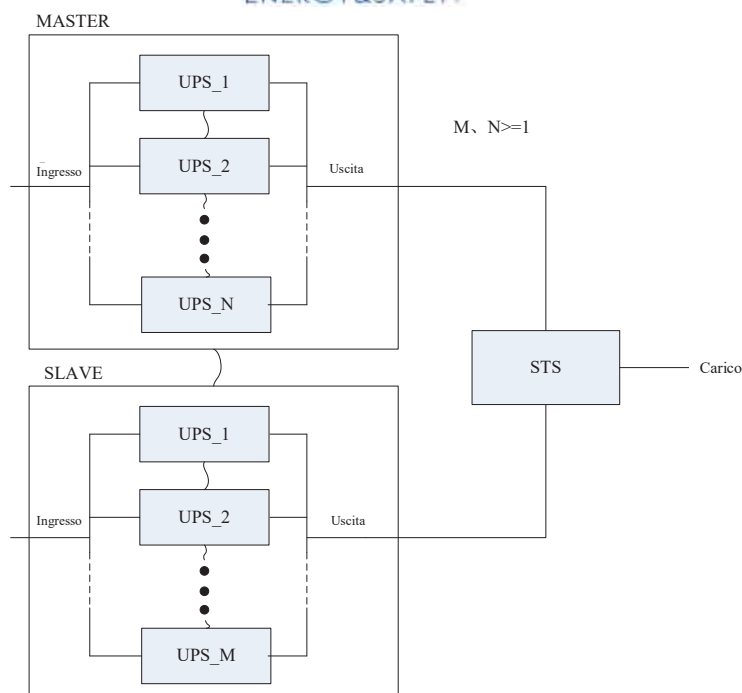 MASTER
UPS_1
M、N>=1
UPS_2
Ingresso
Uscita
UPS_N
STS
Carico
SLAVE
UPS_1
UPS_2
Ingresso
Uscita
UPS_M